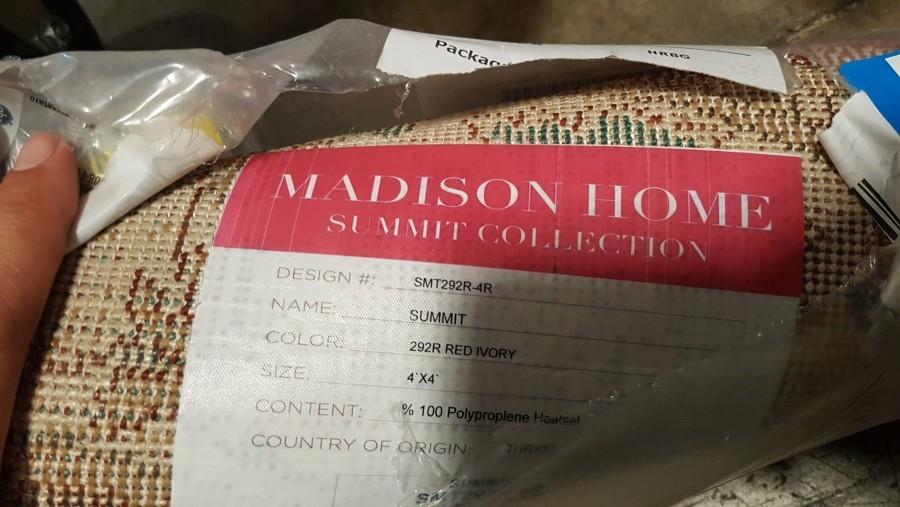 Packag
HRBG
MADISON HOME
SUMMIT COLLECTION
DESIGN #: SMT292R-4R
NAME: SUMMIT
COLOR: 292R RED IVORY
SIZE: 4`X4`
CONTENT: % 100 Polyproplene Heatset
COUNTRY OF ORIGIN: